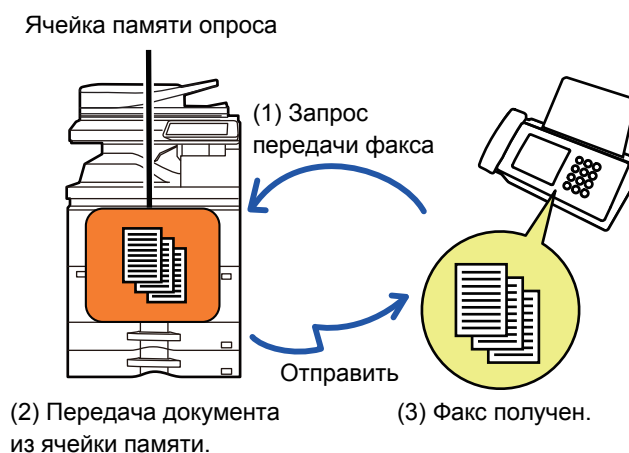 Ячейка памяти опроса
(1) Запрос
передачи факса
Отправить
(2) Передача документа
из ячейки памяти.
(3) Факс получен.